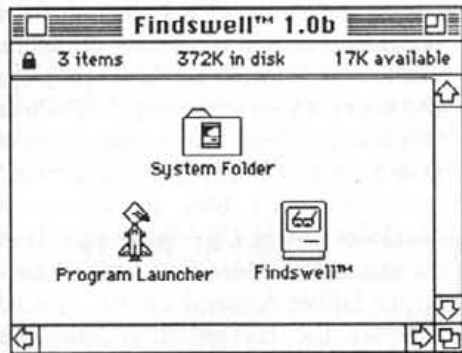 Findswell™ 1.0b
3 items 372K in disk 17K available
System Folder
Program Launcher Findswell™